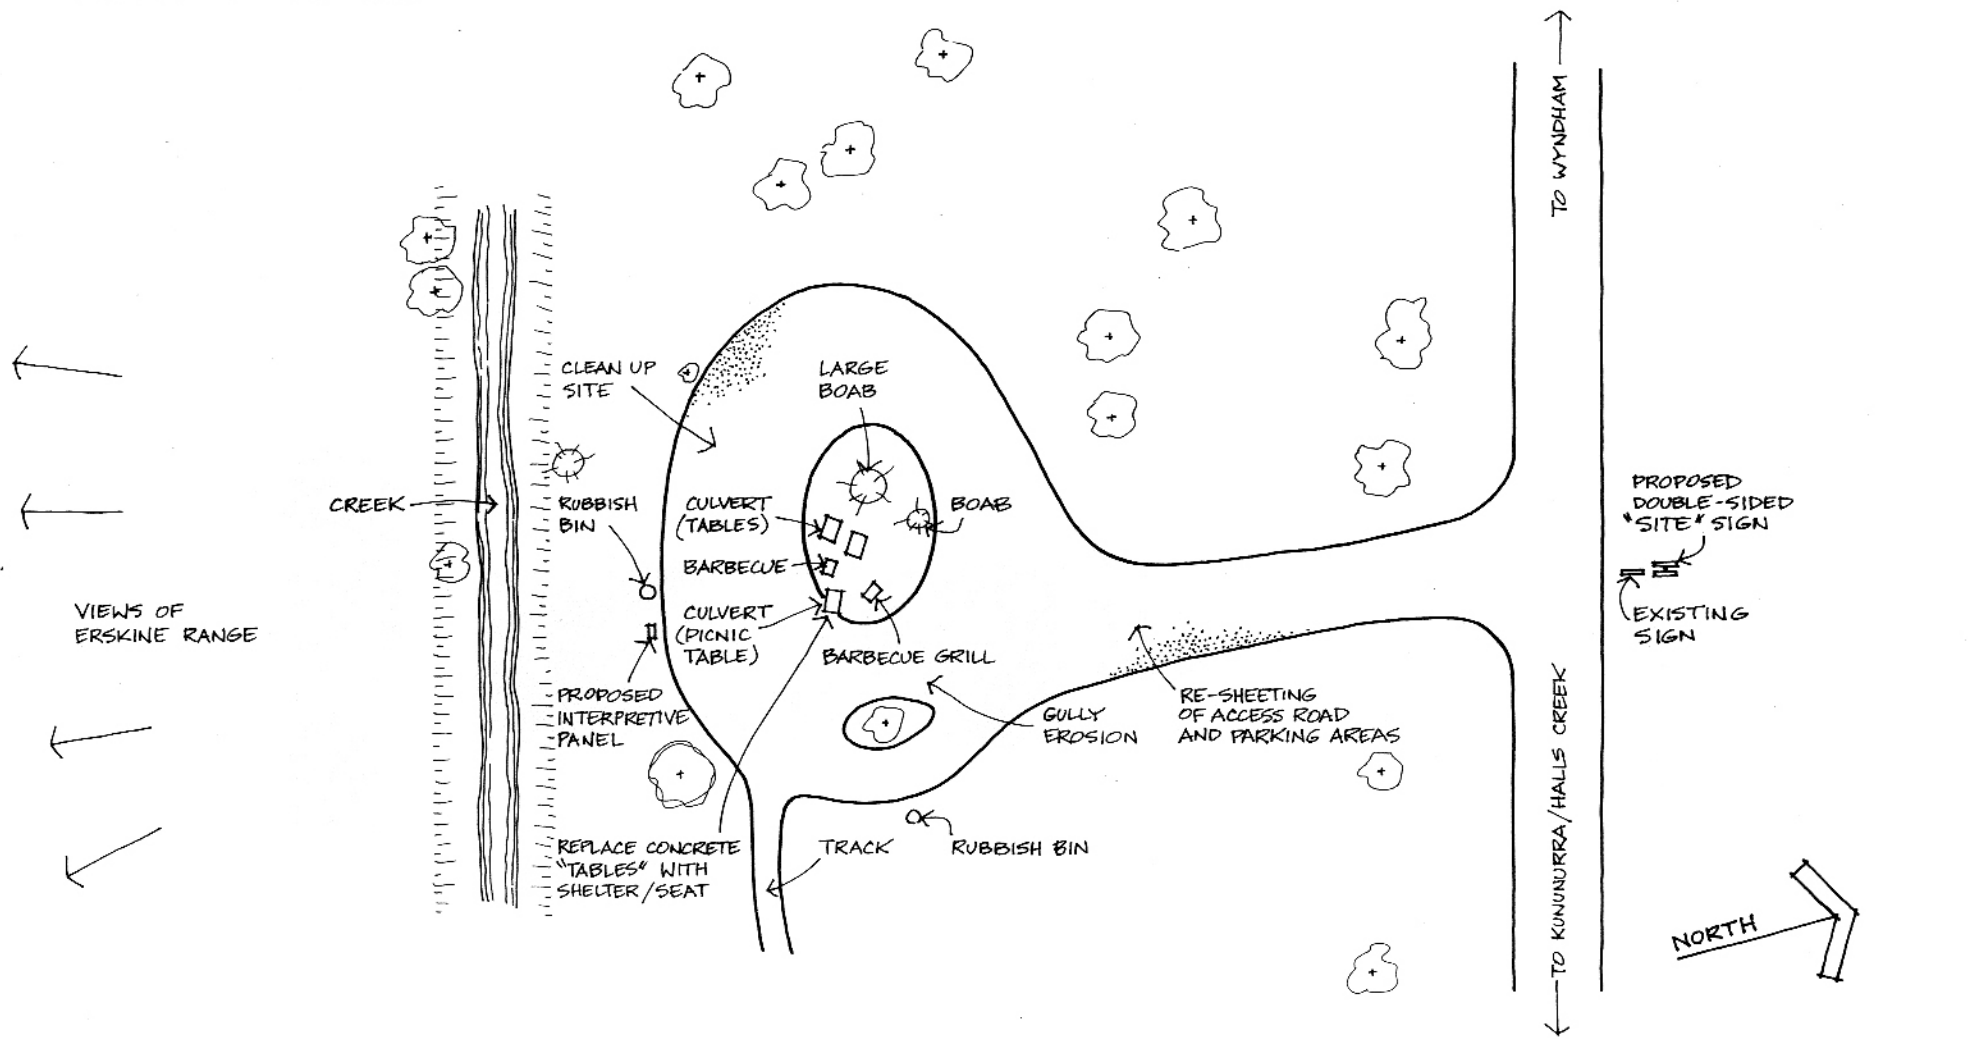 TO WYNDHAM
CLEAN UP
SITE
LARGE
BOAB
CREEK
RUBBISH
BIN
CULVERT
(TABLES)
BOAB
BARBECUE
CULVERT
(PICNIC
TABLE)
BARBECUE GRILL
PROPOSED
DOUBLE-SIDED
"SITE" SIGN
EXISTING
SIGN
VIEWS OF
ERSKINE RANGE
PROPOSED
INTERPRETIVE
PANEL
GULLY
EROSION
RE-SHEETING
OF ACCESS ROAD
AND PARKING AREAS
REPLACE CONCRETE
"TABLES" WITH
SHELTER/SEAT
TRACK
RUBBISH BIN
TO KUNUNURRA/HALLS CREEK
NORTH